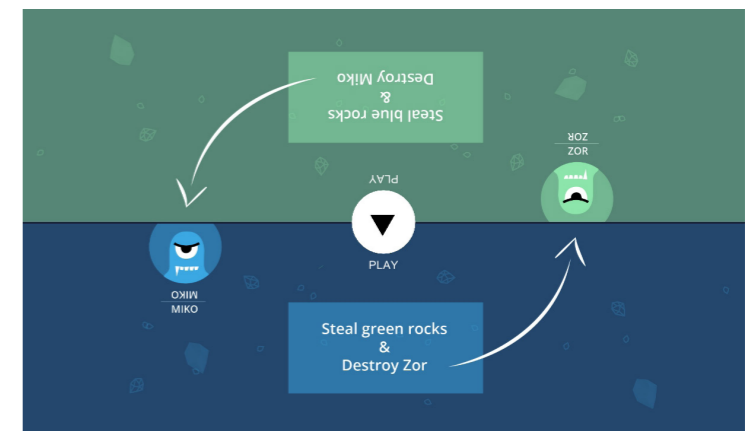 Steal blue rocks
&
Destroy Miko
ZOR
ZOR
PLAY
PLAY
MIKO
MIKO
Steal green rocks
&
Destroy Zor